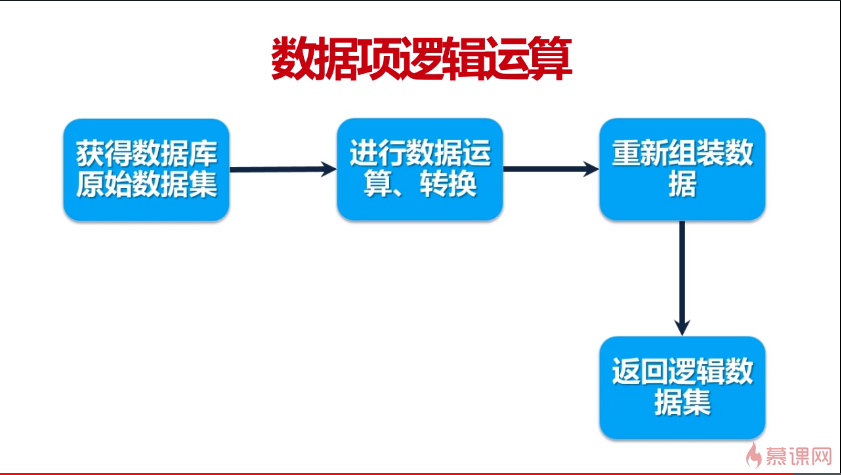 数据项逻辑运算
获得数据库
原始数据集
进行数据运
算、转换
重新组装数
据
返回逻辑数
据集
慕课网